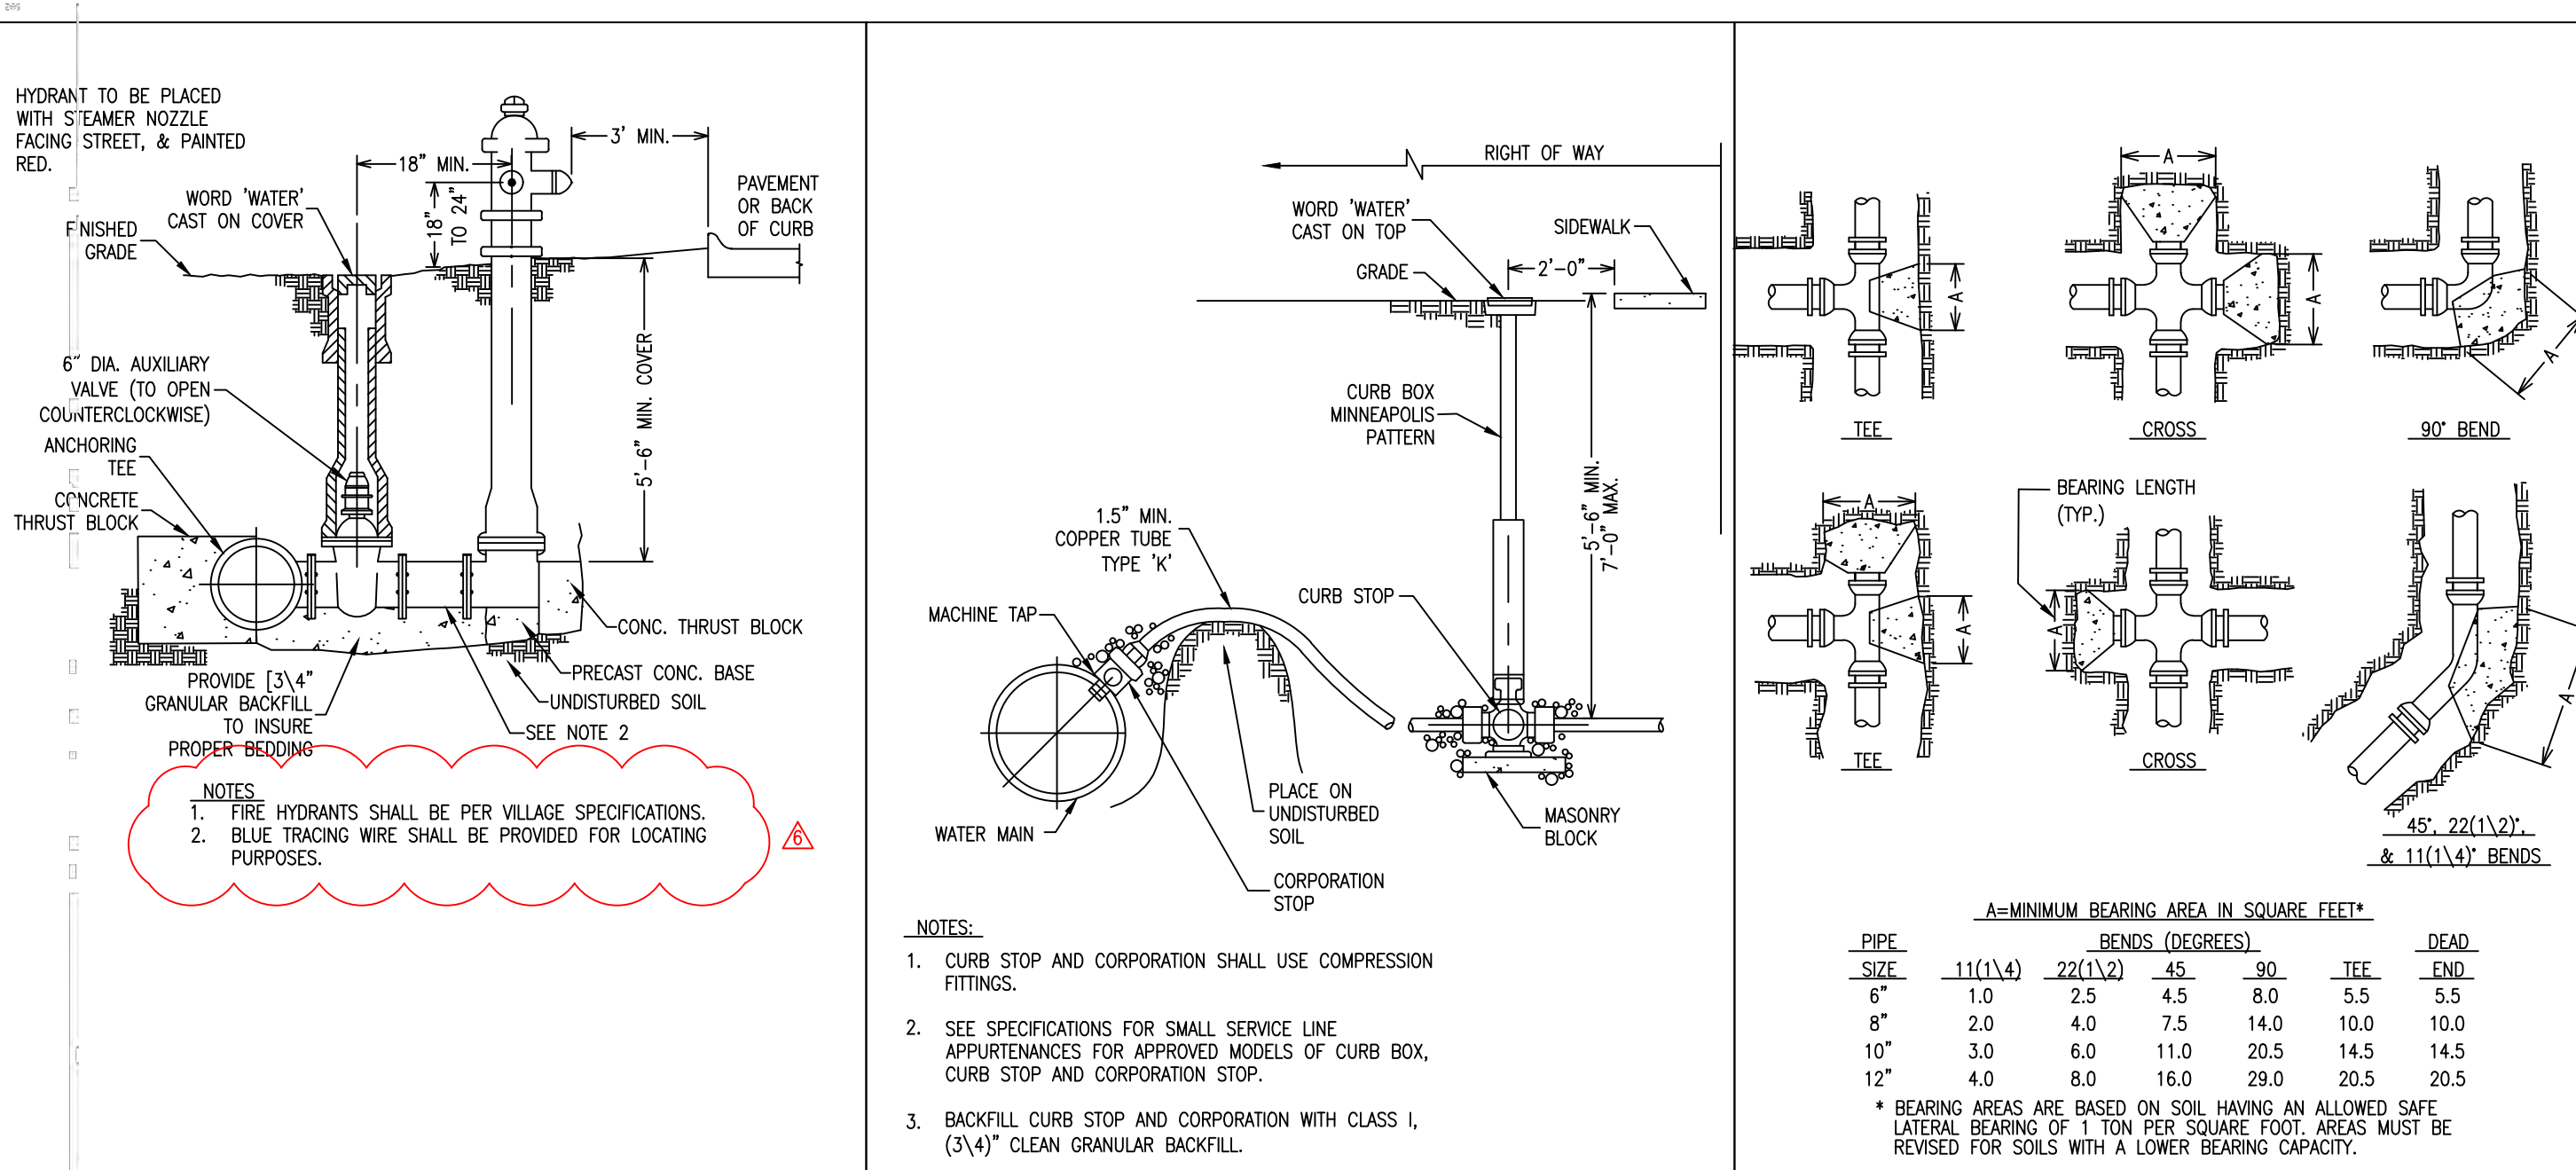 HYDRANT TO BE PLACED
WITH STEAMER NOZZLE
FACING STREET, & PAINTED
RED.
3' MIN.
18" MIN.
18"
TO 24"
WORD 'WATER'
CAST ON COVER
FINISHED
GRADE
PAVEMENT
OR BACK
OF CURB
5'-6" MIN. COVER
6" DIA. AUXILIARY
VALVE (TO OPEN
COUNTERCLOCKWISE)
ANCHORING
TEE
CONCRETE
THRUST BLOCK
CONC. THRUST BLOCK
PRECAST CONC. BASE
UNDISTURBED SOIL
SEE NOTE 2
PROVIDE [3\4"
GRANULAR BACKFILL
TO INSURE
PROPER BEDDING
NOTES
1. FIRE HYDRANTS SHALL BE PER VILLAGE SPECIFICATIONS.
2. BLUE TRACING WIRE SHALL BE PROVIDED FOR LOCATING
PURPOSES.
6
RIGHT OF WAY
WORD 'WATER'
CAST ON TOP
SIDEWALK
GRADE
2'-0"
CURB BOX
MINNEAPOLIS
PATTERN
5'-6" MIN.
7'-0" MAX.
1.5" MIN.
COPPER TUBE
TYPE 'K'
CURB STOP
MACHINE TAP
WATER MAIN
PLACE ON
UNDISTURBED
SOIL
MASONRY
BLOCK
CORPORATION
STOP
NOTES:
1. CURB STOP AND CORPORATION SHALL USE COMPRESSION
FITTINGS.
2. SEE SPECIFICATIONS FOR SMALL SERVICE LINE
APPURTENANCES FOR APPROVED MODELS OF CURB BOX,
CURB STOP AND CORPORATION STOP.
3. BACKFILL CURB STOP AND CORPORATION WITH CLASS I,
(3\4)" CLEAN GRANULAR BACKFILL.
A
A
A
A
TEE
CROSS
90° BEND
BEARING LENGTH
(TYP.)
A
A
A
A
TEE
CROSS
45°, 22(1\2)°,
& 11(1\4)° BENDS
A=MINIMUM BEARING AREA IN SQUARE FEET*
PIPE BENDS (DEGREES) DEAD
SIZE 11(1\4) 22(1\2) 45 90 TEE END
6" 1.0 2.5 4.5 8.0 5.5 5.5
8" 2.0 4.0 7.5 14.0 10.0 10.0
10" 3.0 6.0 11.0 20.5 14.5 14.5
12" 4.0 8.0 16.0 29.0 20.5 20.5
* BEARING AREAS ARE BASED ON SOIL HAVING AN ALLOWED SAFE
LATERAL BEARING OF 1 TON PER SQUARE FOOT. AREAS MUST BE
REVISED FOR SOILS WITH A LOWER BEARING CAPACITY.